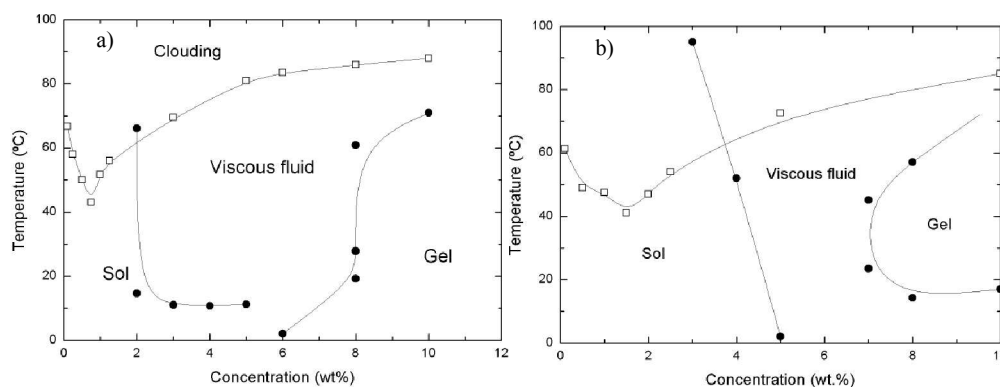 a)
Clouding
Viscous fluid
Sol
Gel
Temperature (ºC)
100
80
60
40
20
0
0 2 4 6 8 10 12
Concentration (wt%)
b)
Viscous fluid
Gel
Sol
Temperature (ºC)
100
80
60
40
20
0
0 2 4 6 8 10
Concentration (wt.%)